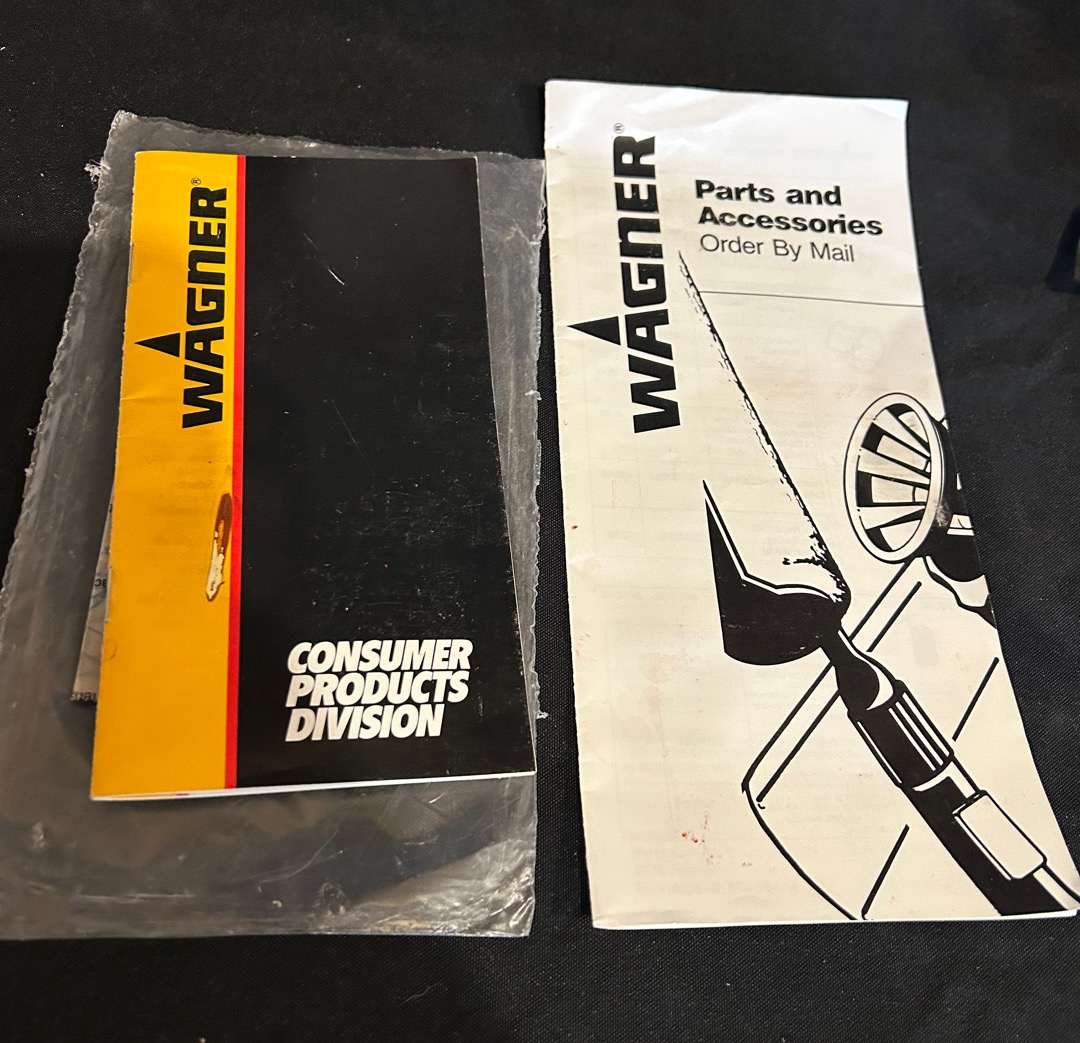 WAGNER®
CONSUMER
PRODUCTS
DIVISION
WAGNER®
Parts and
Accessories
Order By Mail